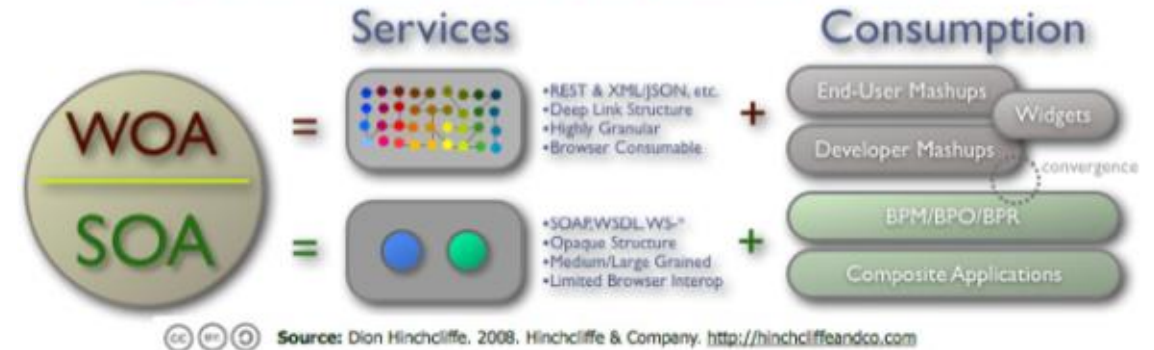 Services
Consumption
WOA
=
•REST & XML/JSON, etc.
•Deep Link Structure
•Highly Granular
•Browser Consumable
+
End-User Mashups
Widgets
Developer Mashups
convergence
SOA
=
•SOAP,WSDL,WS-*
•Opaque Structure
•Medium/Large Grained
•Limited Browser Interop
+
BPM/BPO/BPR
Composite Applications
cc
Source: Dion Hinchcliffe. 2008. Hinchcliffe & Company. http://hinchcliffeandco.com